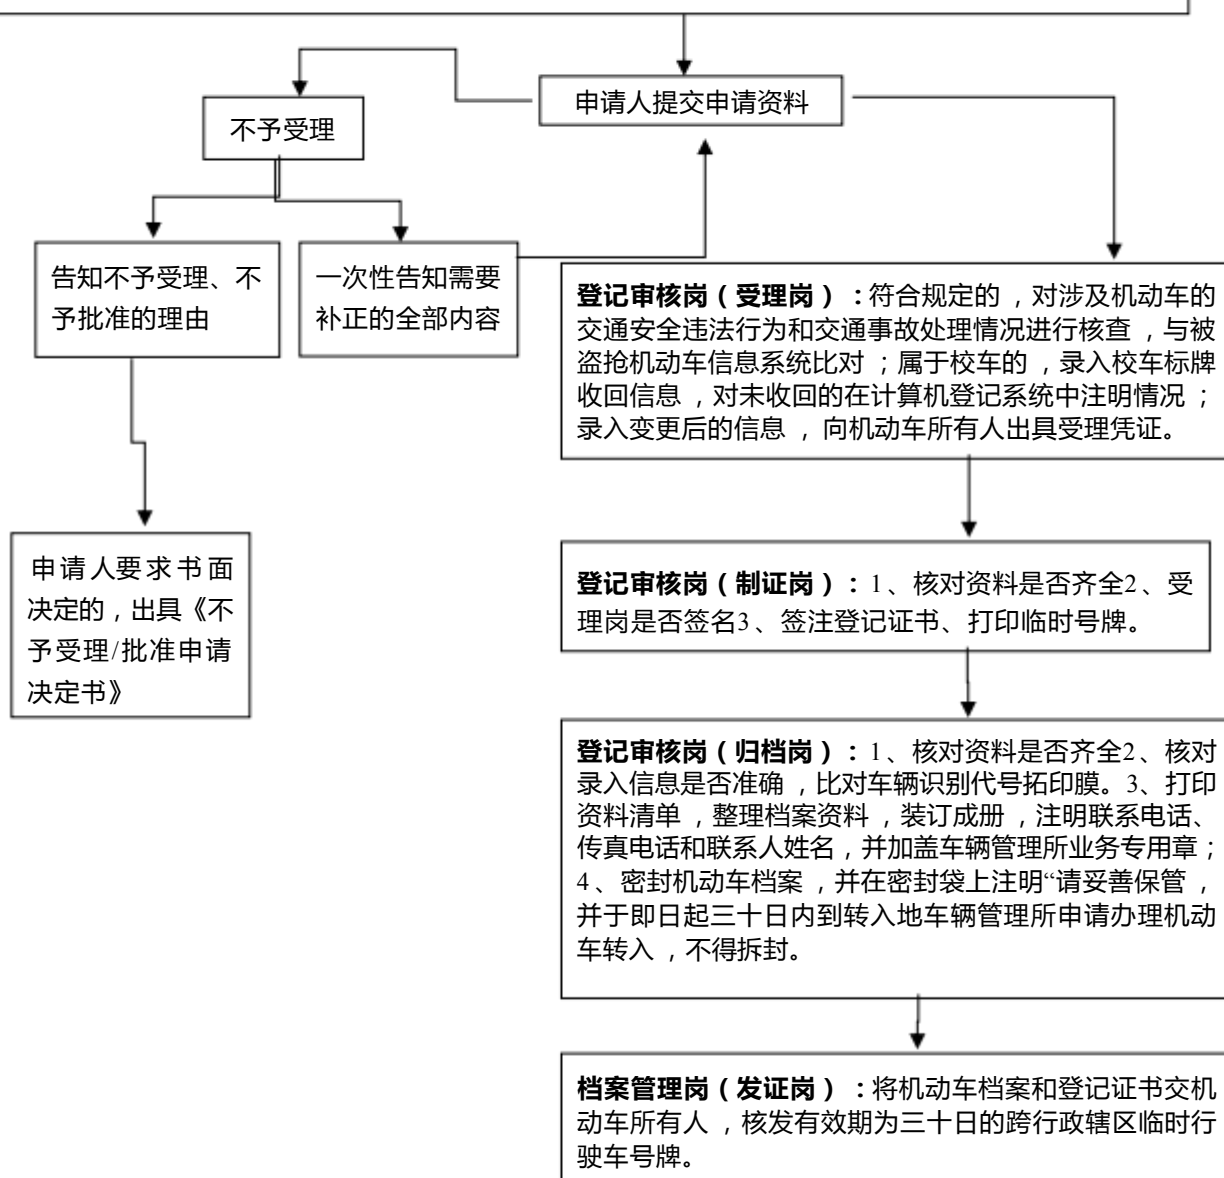 申请人提交申请资料
不予受理
告知不予受理、不
予批准的理由
一次性告知需要
补正的全部内容
登记审核岗（受理岗）：符合规定的，对涉及机动车的
交通安全违法行为和交通事故处理情况进行核查，与被
盗抢机动车信息系统比对；属于校车的，录入校车标牌
收回信息，对未收回的在计算机登记系统中注明情况；
录入变更后的信息，向机动车所有人出具受理凭证。
申请人要求书面
决定的，出具《不
予受理/批准申请
决定书》
登记审核岗（制证岗）：1、核对资料是否齐全2、受
理岗是否签名3、签注登记证书、打印临时号牌。
登记审核岗（归档岗）：1、核对资料是否齐全2、核对
录入信息是否准确，比对车辆识别代号拓印膜。3、打印
资料清单，整理档案资料，装订成册，注明联系电话、
传真电话和联系人姓名，并加盖车辆管理所业务专用章；
4、密封机动车档案，并在密封袋上注明“请妥善保管，
并于即日起三十日内到转入地车辆管理所申请办理机动
车转入，不得拆封。
档案管理岗（发证岗）：将机动车档案和登记证书交机
动车所有人，核发有效期为三十日的跨行政辖区临时行
驶车号牌。